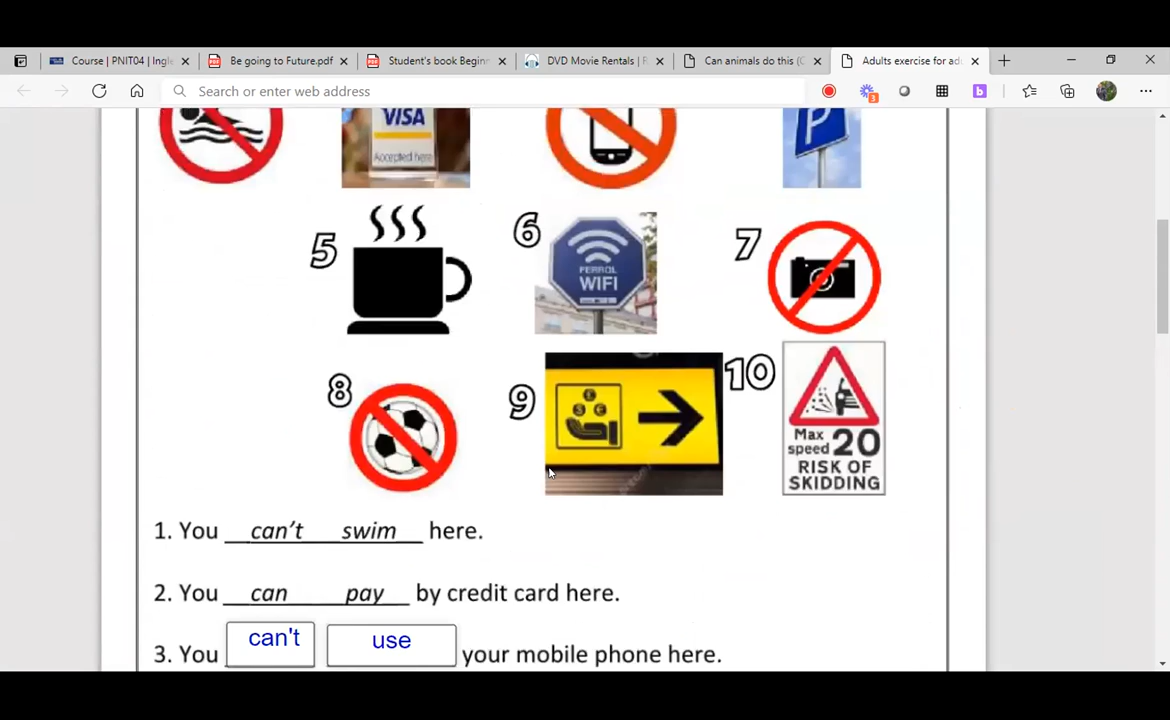 Course | PNIT04 | Ingl
Be going to Future.pdf
Student's book Beginn
DVD Movie Rentals | R
Can animals do this (C
Adults exercise for ad
Search or enter web address
3
b
VISA
Accepted here
P
5
6
FERROL
WIFI
7
8
9
10
Max
speed 20
RISK OF
SKIDDING
1. You can't swim here.
2. You can pay by credit card here.
3. You can't use your mobile phone here.